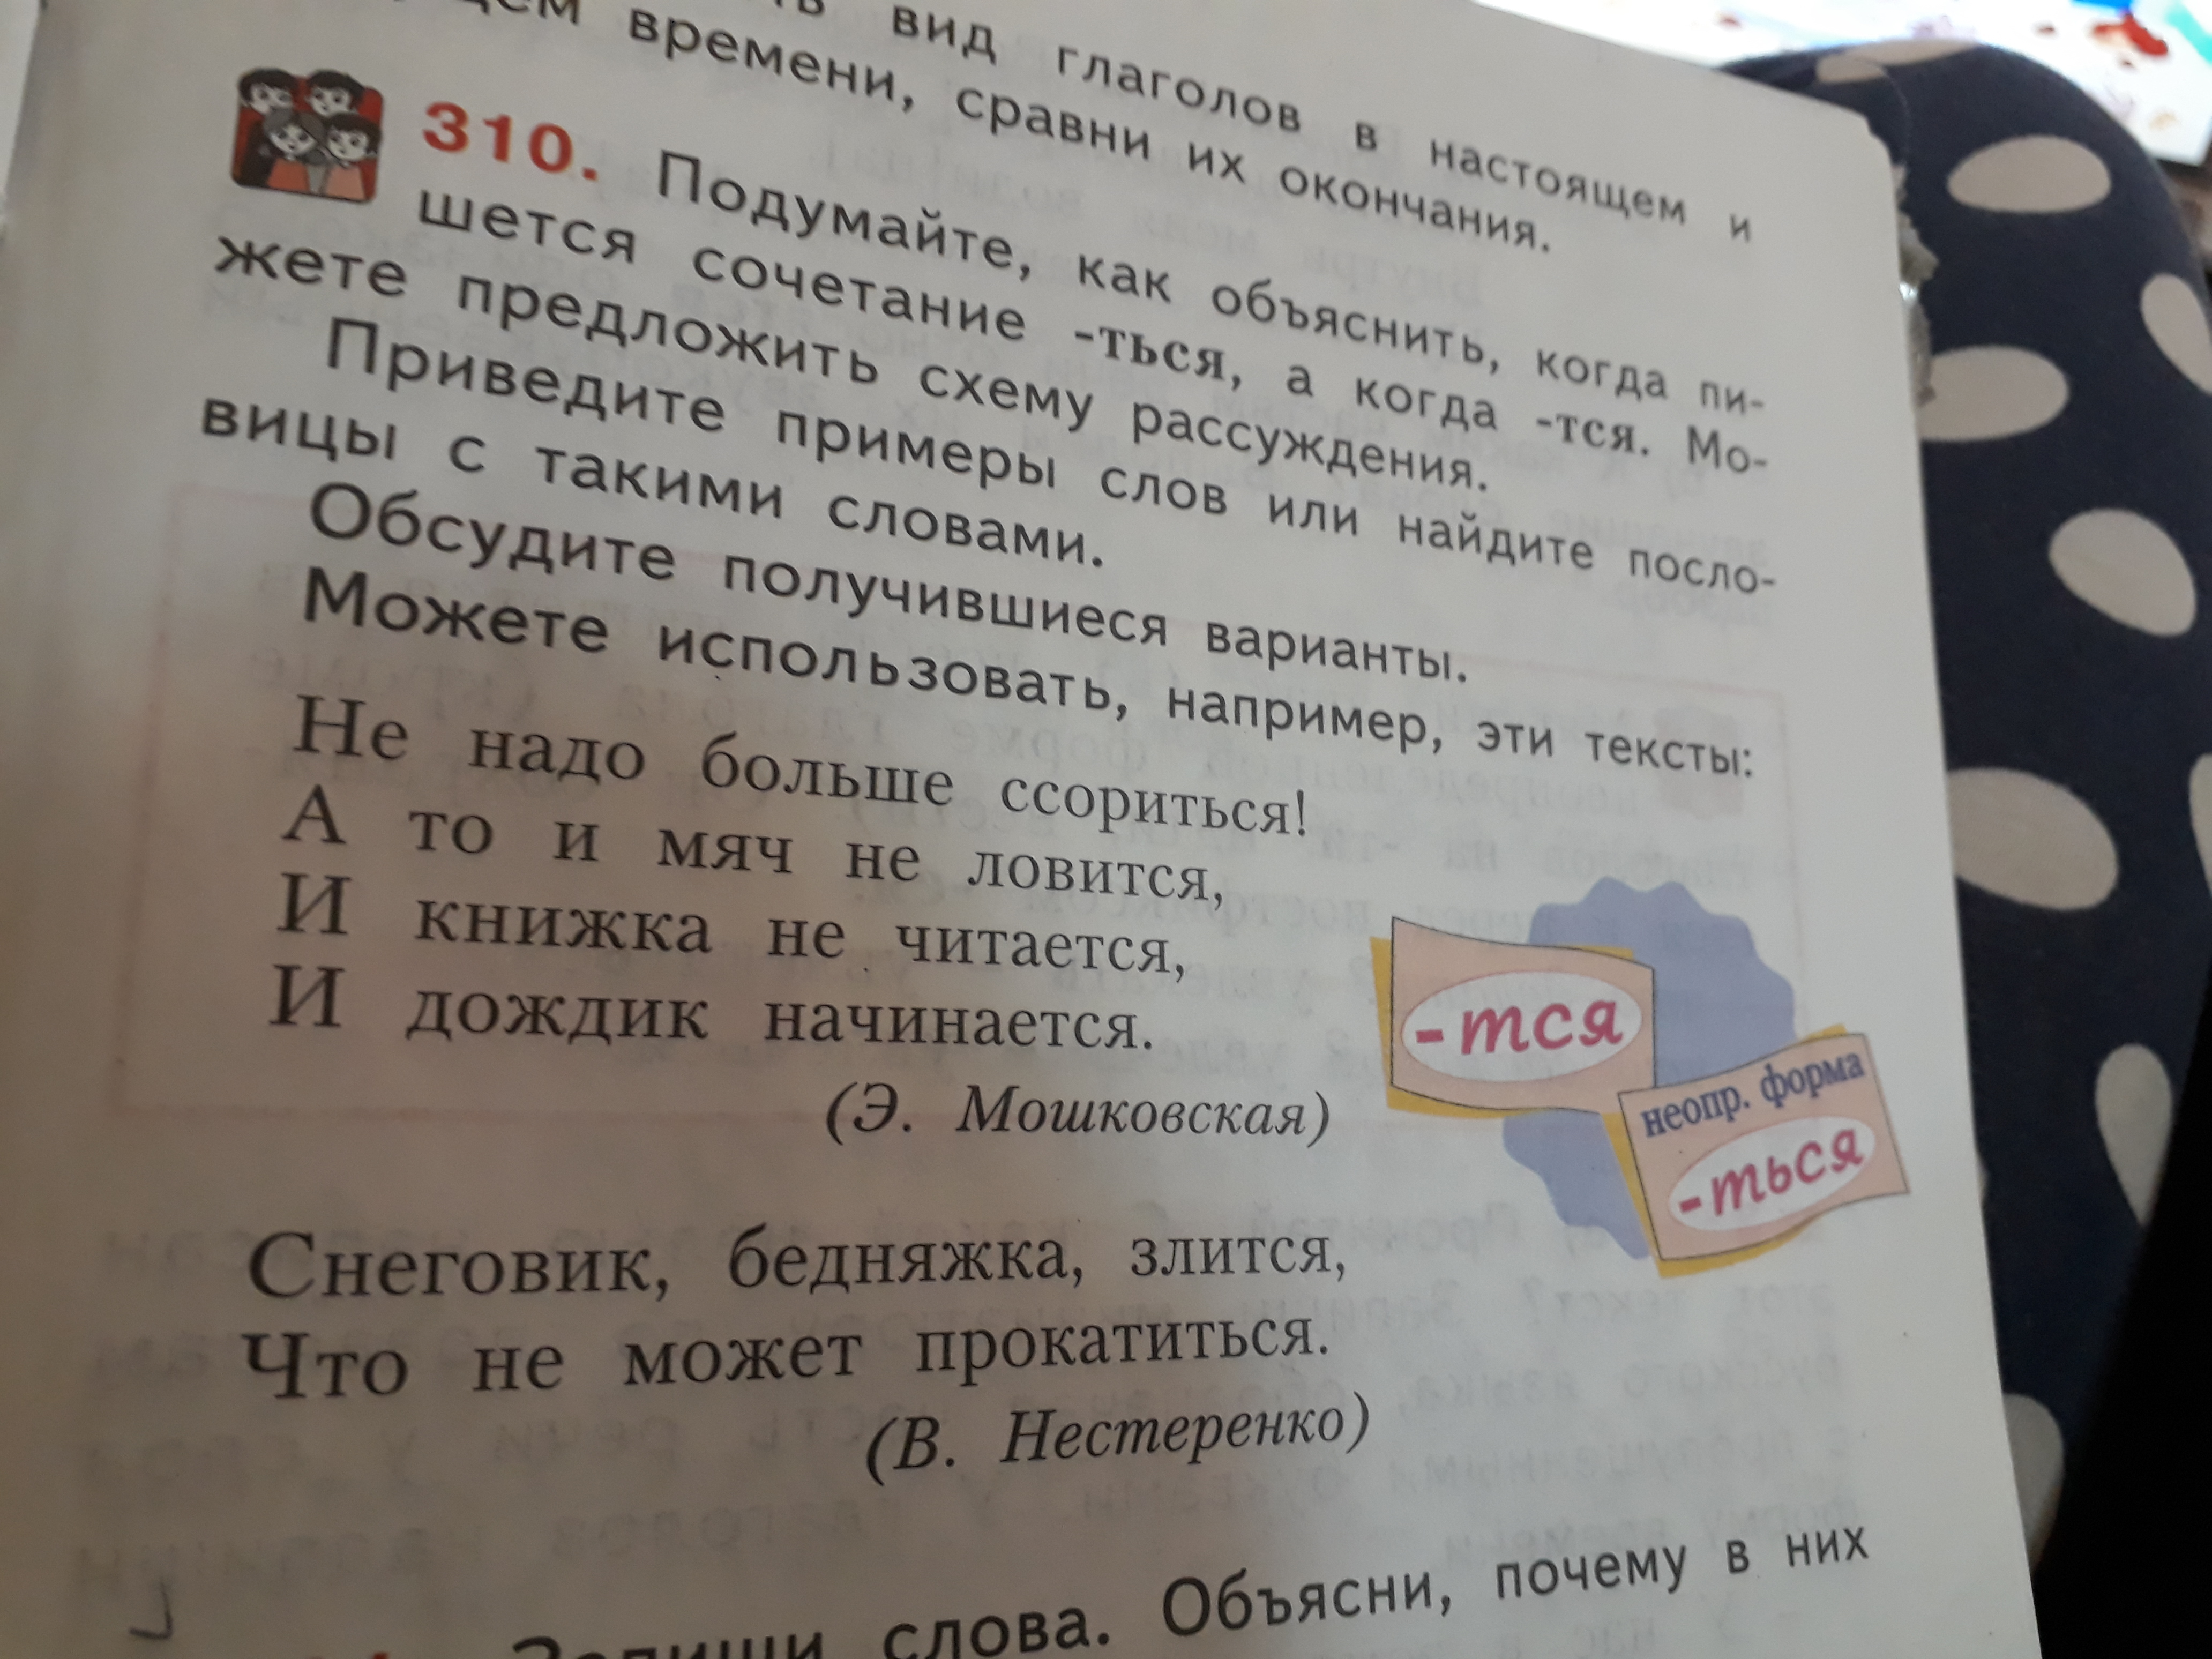 вид глаголов в настоящем и
времени, сравни их окончания.
310. Подумайте, как объяснить, когда пи-
шется сочетание -ться, а когда -тся. Мо-
жете предложить схему рассуждения.
Приведите примеры слов или найдите посло-
вицы с такими словами.
Обсудите получившиеся варианты.
Можете использовать, например, эти тексты:
Не надо больше ссориться!
А то и мяч не ловится,
И книжка не читается,
И дождик начинается.
(Э. Мошковская)
-тся
неопр. форма
-ться
Снеговик, бедняжка, злится,
Что не может прокатиться.
(В. Нестеренко)
слова. Объясни, почему в них